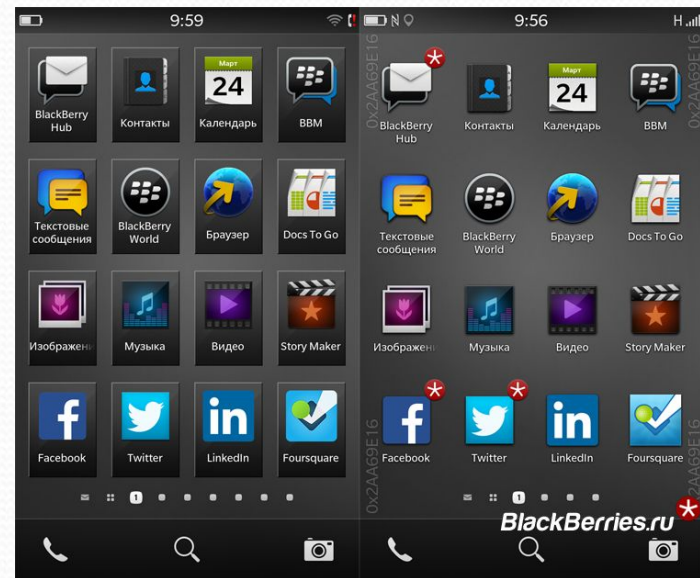 9:59
BlackBerry
Hub
Контакты
Март
24
Календарь
BBM
Текстовые
сообщения
BlackBerry
World
Браузер
Docs To Go
Изображен
Музыка
Видео
Story Maker
Facebook
Twitter
LinkedIn
Foursquare
1
9:56
H
0x2AA69E16
0x2AA69E16
BlackBerry
Hub
Контакты
Март
24
Календарь
BBM
Текстовые
сообщения
BlackBerry
World
Браузер
Docs To Go
Изображен
Музыка
Видео
Story Maker
0x2AA69E16
Facebook
Twitter
LinkedIn
Foursquare
1
BlackBerries.ru